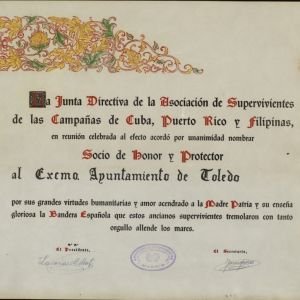 La Junta Directiva de la Asociación de Supervivientes
de las Campañas de Cuba, Puerto Rico y Filipinas,
en reunión celebrada al efecto acordó por unanimidad nombrar
Socio de Honor y Protector
al Excmo. Ayuntamiento de Toledo
por sus grandes virtudes humanitarias y amor acendrado a la Madre Patria y su enseña
gloriosa la Bandera Española que estos ancianos supervivientes tremolaron con tanto
orgullo allende los mares.
El Presidente,
El Secretario,